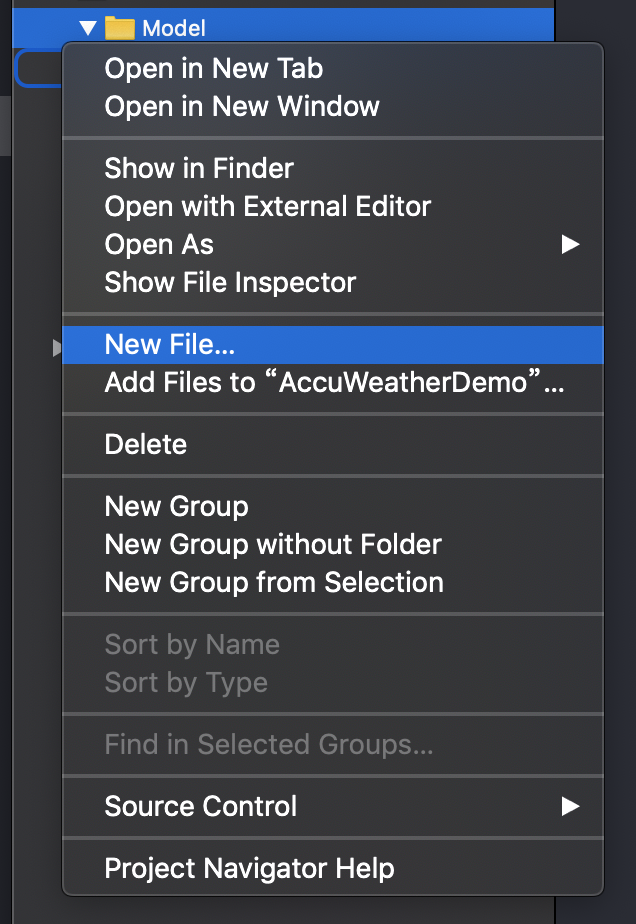 Model
Open in New Tab
Open in New Window
Show in Finder
Open with External Editor
Open As
Show File Inspector
New File...
Add Files to “AccuWeatherDemo”...
Delete
New Group
New Group without Folder
New Group from Selection
Sort by Name
Sort by Type
Find in Selected Groups...
Source Control
Project Navigator Help